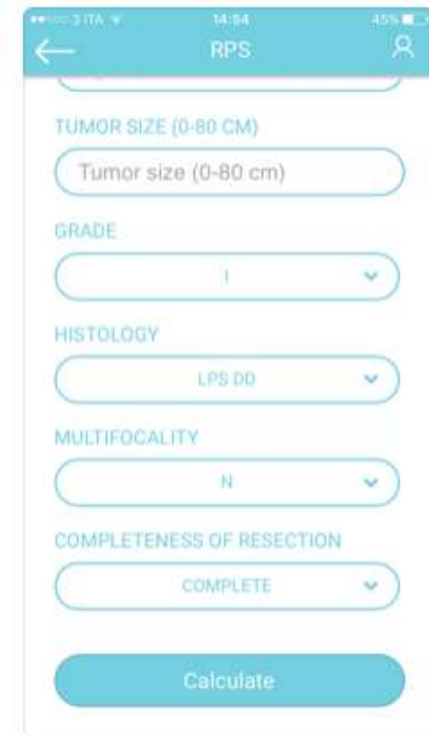 3 ITA 14:54 45%
RPS
TUMOR SIZE (0-80 CM)
Tumor size (0-80 cm)
GRADE
I
HISTOLOGY
LPS DD
MULTIFOCALITY
N
COMPLETENESS OF RESECTION
COMPLETE
Calculate